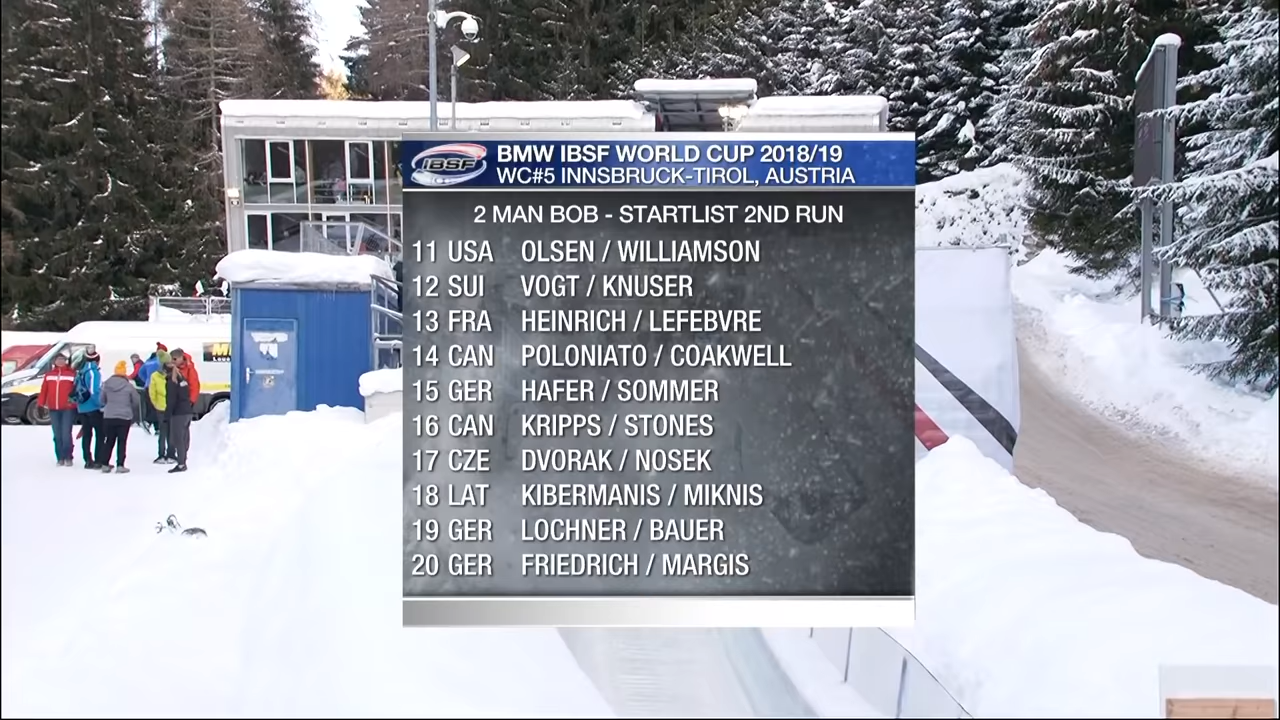 IBSF
BMW IBSF WORLD CUP 2018/19
WC#5 INNSBRUCK-TIROL, AUSTRIA
2 MAN BOB - STARTLIST 2ND RUN
11 USA OLSEN / WILLIAMSON
12 SUI VOGT / KNUSER
13 FRA HEINRICH / LEFEBVRE
14 CAN POLONIATO / COAKWELL
15 GER HAFER / SOMMER
16 CAN KRIPPS / STONES
17 CZE DVORAK / NOSEK
18 LAT KIBERMANIS / MIKNIS
19 GER LOCHNER / BAUER
20 GER FRIEDRICH / MARGIS